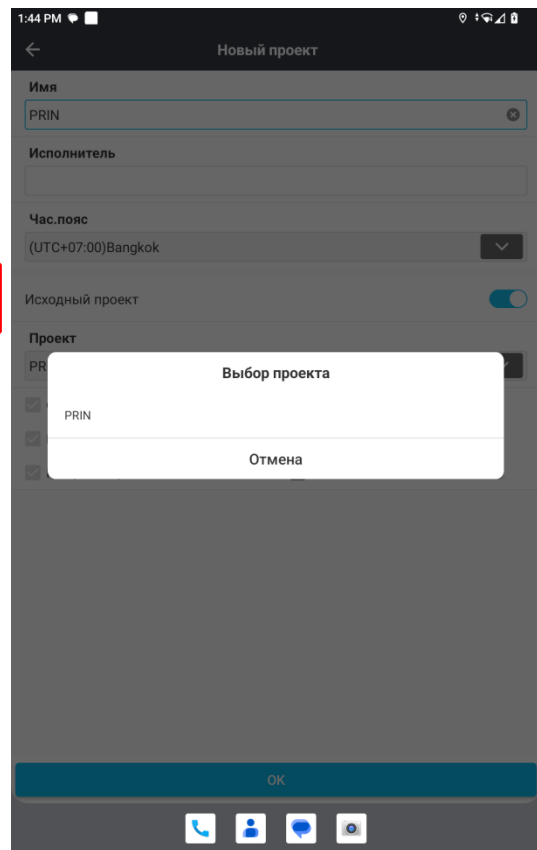 1:44 PM
Новый проект
Имя
PRIN
Исполнитель
Час.пояс
(UTC+07:00)Bangkok
Исходный проект
Проект
PR
Выбор проекта
PRIN
Отмена
OK